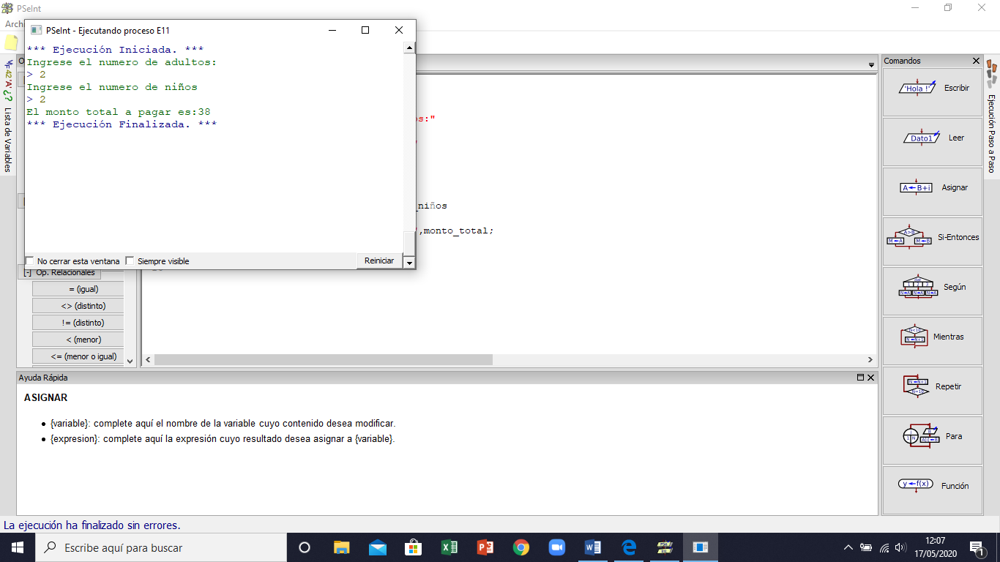 PSeInt
Arch
PSeInt - Ejecutando proceso E11
*** Ejecución Iniciada. ***
Ingrese el numero de adultos:
> 2
Ingrese el numero de niños
> 2
El monto total a pagar es:38
*** Ejecución Finalizada. ***
No cerrar esta ventana
Siempre visible
Reiniciar
os:"
_niños
",monto_total;
Lista de Variables
[-] Op. Relacionales
= (igual)
<> (distinto)
!= (distinto)
< (menor)
<= (menor o igual)
Comandos
'Hola !' Escribir
Dato1 Leer
A←B+i Asignar
A>B M←A M←B Si-Entonces
Según
Mientras
Repetir
Para
y←f(x) Función
Ejecución Paso a Paso
Ayuda Rápida
ASIGNAR
• {variable}: complete aquí el nombre de la variable cuyo contenido desea modificar.
• {expresion}: complete aquí la expresión cuyo resultado desea asignar a {variable}.
La ejecución ha finalizado sin errores.
Escribe aquí para buscar
12:07
17/05/2020
1